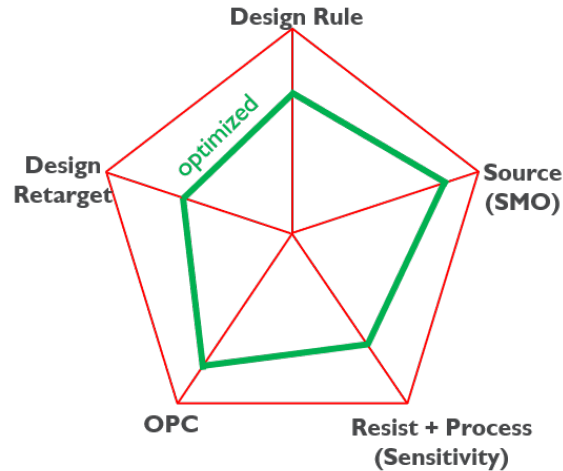 Design Rule
optimized
Design
Retarget
Source
(SMO)
OPC
Resist + Process
(Sensitivity)